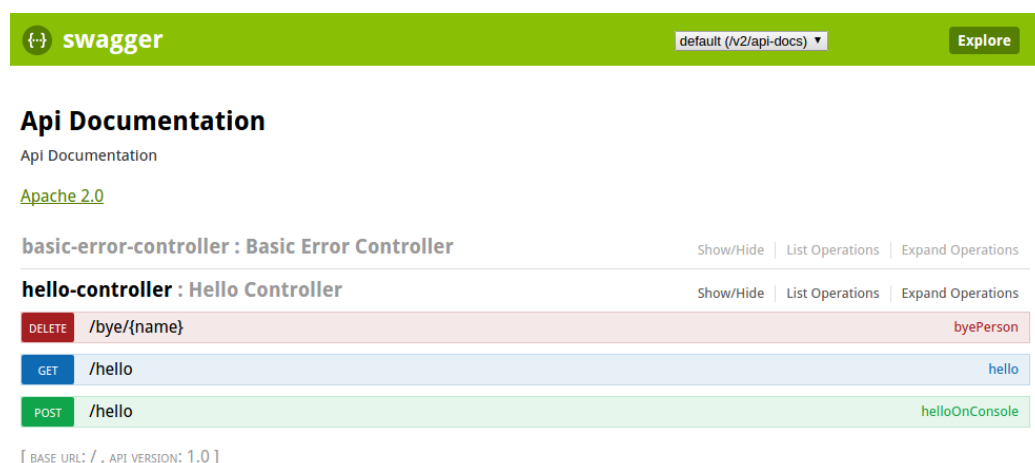 {···} swagger default (/v2/api-docs) ▼ Explore
Api Documentation
Api Documentation
Apache 2.0
basic-error-controller : Basic Error Controller Show/Hide | List Operations | Expand Operations
hello-controller : Hello Controller Show/Hide | List Operations | Expand Operations
DELETE /bye/{name} byePerson
GET /hello hello
POST /hello helloOnConsole
[ BASE URL: / , API VERSION: 1.0 ]